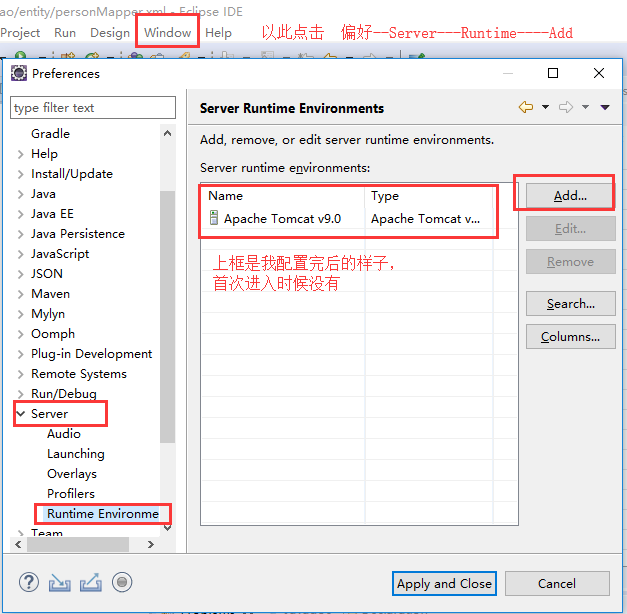 ao/entity/personMapper.xml - Eclipse IDE
Project Run Design Window Help 以此点击 偏好--Server---Runtime----Add
Preferences
type filter text
Server Runtime Environments
Add, remove, or edit server runtime environments.
Server runtime environments:
Name Type
Apache Tomcat v9.0 Apache Tomcat v...
上框是我配置完后的样子,
首次进入时候没有
Add...
Edit...
Remove
Search...
Columns...
Gradle
Help
Install/Update
Java
Java EE
Java Persistence
JavaScript
JSON
Maven
Mylyn
Oomph
Plug-in Development
Remote Systems
Run/Debug
Server
Audio
Launching
Overlays
Profilers
Runtime Environme
Team
Apply and Close Cancel